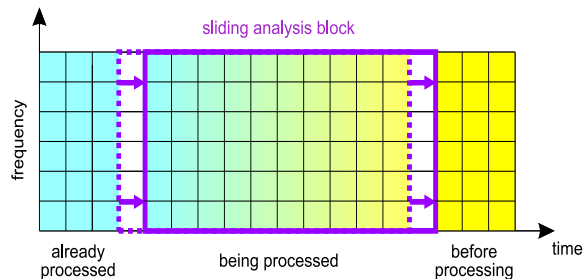 sliding analysis block
frequency
time
already
processed
being processed
before
processing